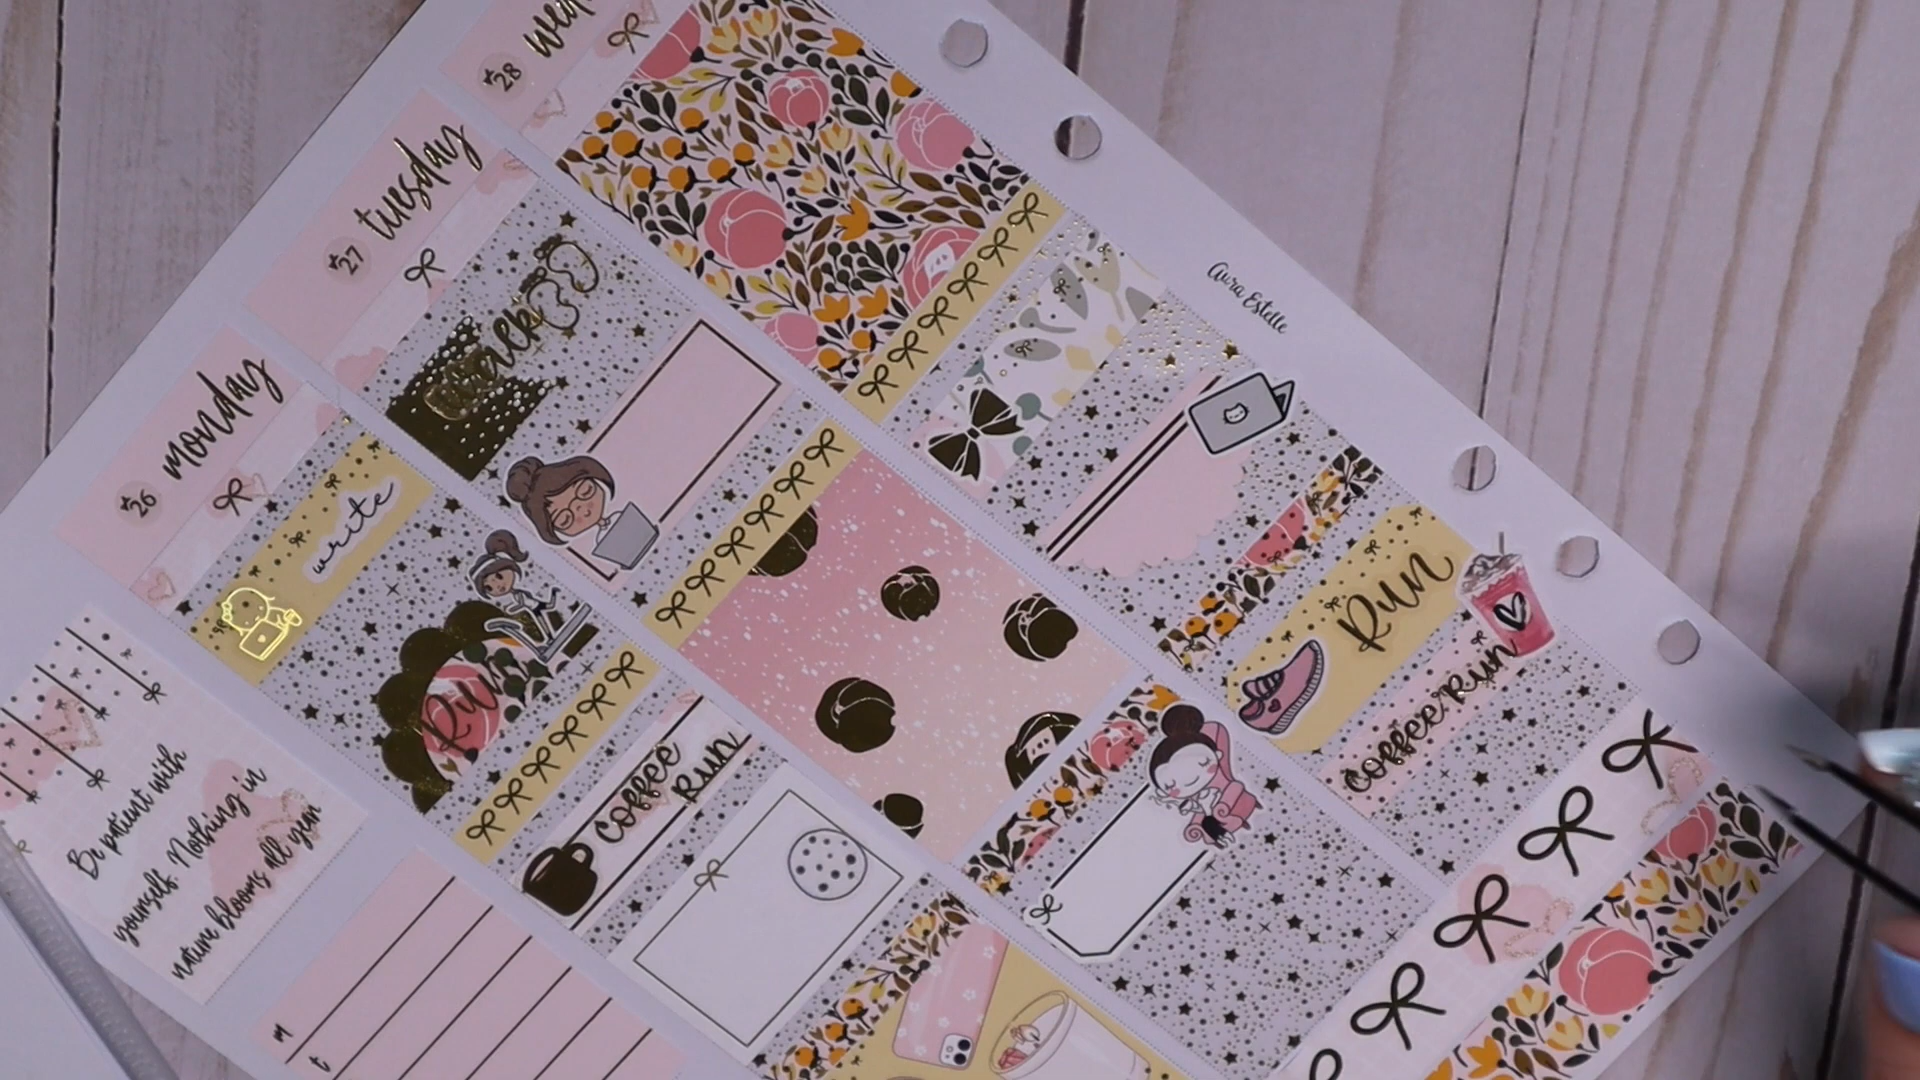 26 monday
27 tuesday
28
write
Run
Coffee
Run
Run
Coffee Run
Aura Estelle
Be patient with
yourself. Nothing in
nature blooms all year
m
t